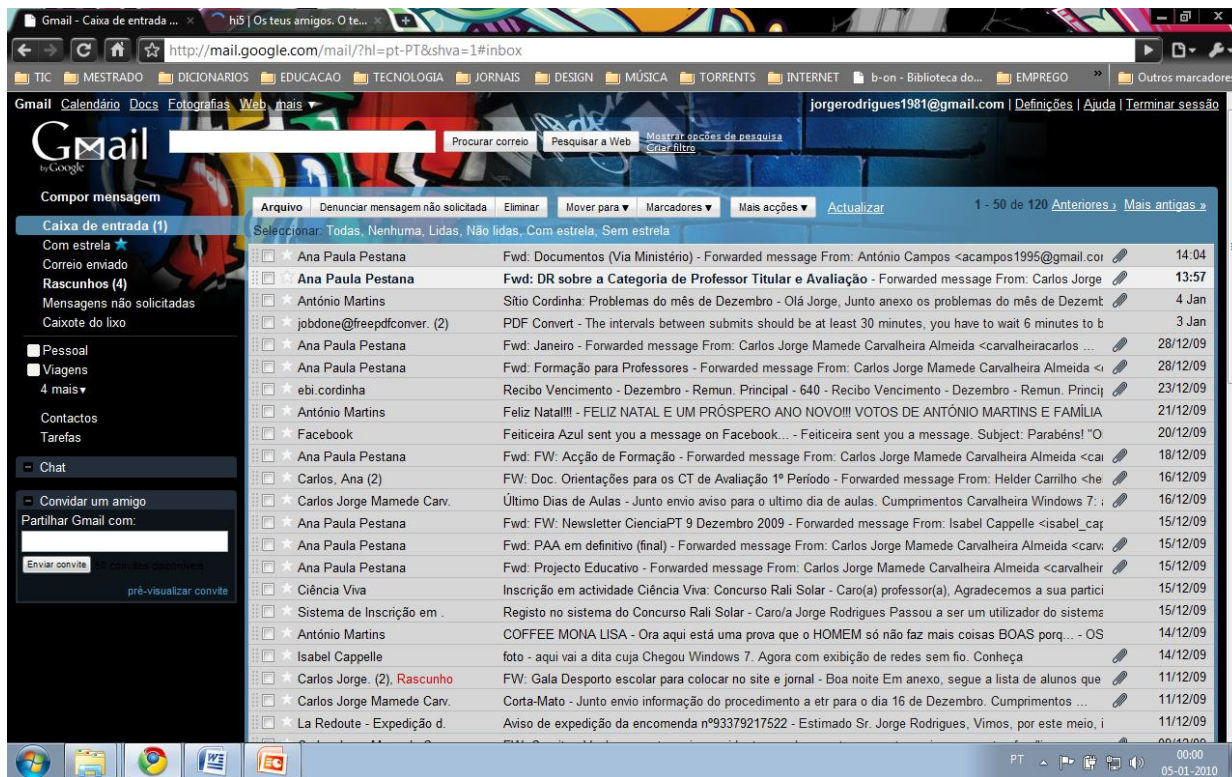 Gmail - Caixa de entrada ... hi5 | Os teus amigos. O te...
http://mail.google.com/mail/?hl=pt-PT&shva=1#inbox
TIC MESTRADO DICIONARIOS EDUCACAO TECNOLOGIA JORNAIS DESIGN MÚSICA TORRENTS INTERNET b-on - Biblioteca do... EMPREGO » Outros marcadores
Gmail Calendário Docs Fotografias Web mais ▼ jorgerodrigues1981@gmail.com | Definições | Ajuda | Terminar sessão
Gmail by Google
Procurar correio Pesquisar a Web Mostrar opções de pesquisa
Criar filtro
Compor mensagem
Caixa de entrada (1)
Com estrela
Correio enviado
Rascunhos (4)
Mensagens não solicitadas
Caixote do lixo
Pessoal
Viagens
4 mais▼
Contactos
Tarefas
Chat
Convidar um amigo
Partilhar Gmail com:
Enviar convite
pré-visualizar convite
Arquivo Denunciar mensagem não solicitada Eliminar Mover para ▼ Marcadores ▼ Mais acções ▼ Actualizar 1 - 50 de 120 Anteriores › Mais antigas »
Seleccionar: Todas, Nenhuma, Lidas, Não lidas, Com estrela, Sem estrela
Ana Paula Pestana Fwd: Documentos (Via Ministério) - Forwarded message From: António Campos <acampos1995@gmail.cor 14:04
Ana Paula Pestana Fwd: DR sobre a Categoria de Professor Titular e Avaliação - Forwarded message From: Carlos Jorge 13:57
António Martins Sítio Cordinha: Problemas do mês de Dezembro - Olá Jorge, Junto anexo os problemas do mês de Dezemb 4 Jan
jobdone@freepdfconver. (2) PDF Convert - The intervals between submits should be at least 30 minutes, you have to wait 6 minutes to b 3 Jan
Ana Paula Pestana Fwd: Janeiro - Forwarded message From: Carlos Jorge Mamede Carvalheira Almeida <carvalheiracarlos ... 28/12/09
Ana Paula Pestana Fwd: Formação para Professores - Forwarded message From: Carlos Jorge Mamede Carvalheira Almeida < 28/12/09
ebi.cordinha Recibo Vencimento - Dezembro - Remun. Principal - 640 - Recibo Vencimento - Dezembro - Remun. Princip 23/12/09
António Martins Feliz Natal!!! - FELIZ NATAL E UM PRÓSPERO ANO NOVO!!! VOTOS DE ANTÓNIO MARTINS E FAMÍLIA 21/12/09
Facebook Feiticeira Azul sent you a message on Facebook... - Feiticeira sent you a message. Subject: Parabéns! "O 20/12/09
Ana Paula Pestana Fwd: FW: Acção de Formação - Forwarded message From: Carlos Jorge Mamede Carvalheira Almeida <car 18/12/09
Carlos, Ana (2) FW: Doc. Orientações para os CT de Avaliação 1º Período - Forwarded message From: Helder Carrilho <he 16/12/09
Carlos Jorge Mamede Carv. Último Dias de Aulas - Junto envio aviso para o ultimo dia de aulas. Cumprimentos Carvalheira Windows 7: 16/12/09
Ana Paula Pestana Fwd: FW: Newsletter CienciaPT 9 Dezembro 2009 - Forwarded message From: Isabel Cappelle <isabel_cap 15/12/09
Ana Paula Pestana Fwd: PAA em definitivo (final) - Forwarded message From: Carlos Jorge Mamede Carvalheira Almeida <carva 15/12/09
Ana Paula Pestana Fwd: Projecto Educativo - Forwarded message From: Carlos Jorge Mamede Carvalheira Almeida <carvalheir 15/12/09
Ciência Viva Inscrição em actividade Ciência Viva: Concurso Rali Solar - Caro(a) professor(a), Agradecemos a sua partici 15/12/09
Sistema de Inscrição em . Registo no sistema do Concurso Rali Solar - Caro/a Jorge Rodrigues Passou a ser um utilizador do sistema 15/12/09
António Martins COFFEE MONA LISA - Ora aqui está uma prova que o HOMEM só não faz mais coisas BOAS porq... - OS 14/12/09
Isabel Cappelle foto - aqui vai a dita cuja Chegou Windows 7. Agora com exibição de redes sem fio. Conheça 14/12/09
Carlos Jorge. (2), Rascunho FW: Gala Desporto escolar para colocar no site e jornal - Boa noite Em anexo, segue a lista de alunos que 11/12/09
Carlos Jorge Mamede Carv. Corta-Mato - Junto envio informação do procedimento a etr para o dia 16 de Dezembro. Cumprimentos ... 11/12/09
La Redoute - Expedição d. Aviso de expedição da encomenda nº93379217522 - Estimado Sr. Jorge Rodrigues, Vimos, por este meio, i 11/12/09
PT 00:00
05-01-2010